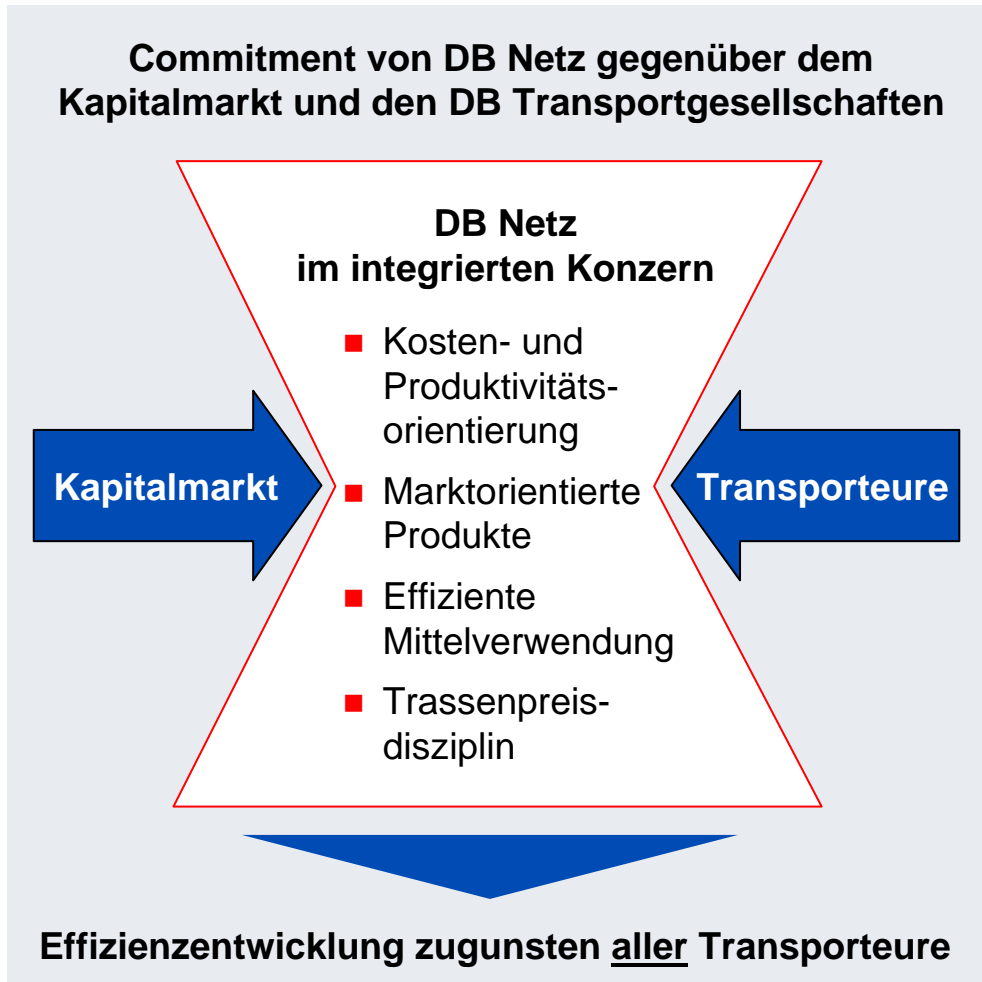 Commitment von DB Netz gegenüber dem
Kapitalmarkt und den DB Transportgesellschaften
DB Netz
im integrierten Konzern
Kosten- und
Produktivitäts-
orientierung
Kapitalmarkt
Marktorientierte
Produkte
Transporteure
Effiziente
Mittelverwendung
Trassenpreis-
disziplin
Effizienzentwicklung zugunsten aller Transporteure